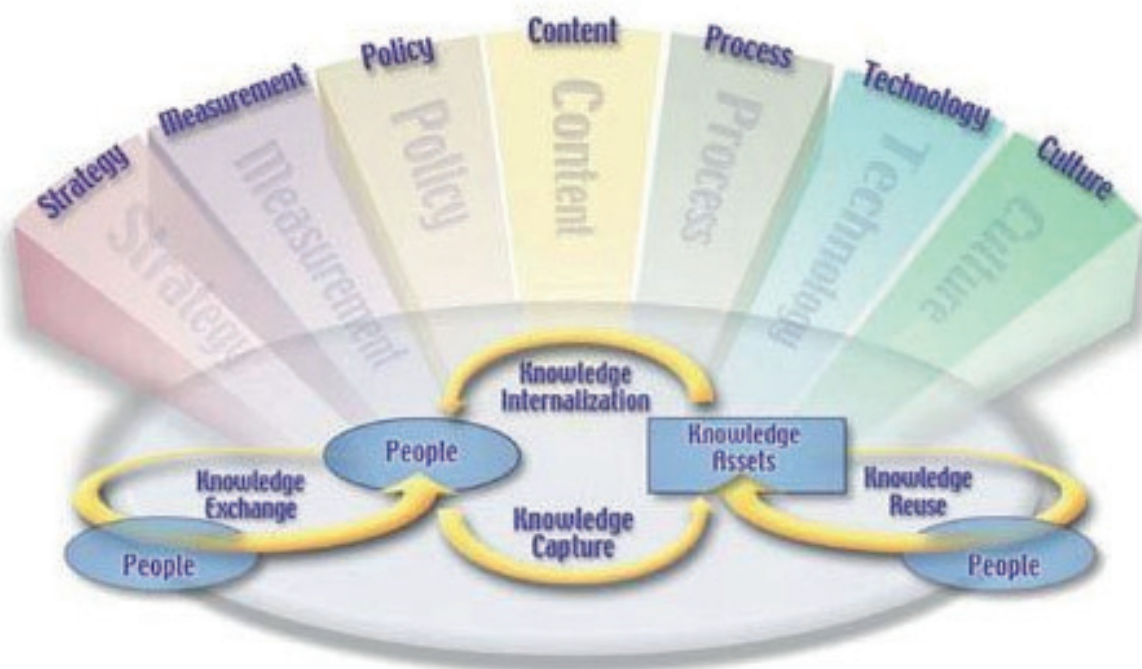 Strategy
Measurement
Policy
Content
Process
Technology
Culture
Strategy
Measurement
Policy
Content
Process
Technology
Culture
Knowledge
Internalization
People
Knowledge
Assets
Knowledge
Exchange
Knowledge
Capture
Knowledge
Reuse
People
People